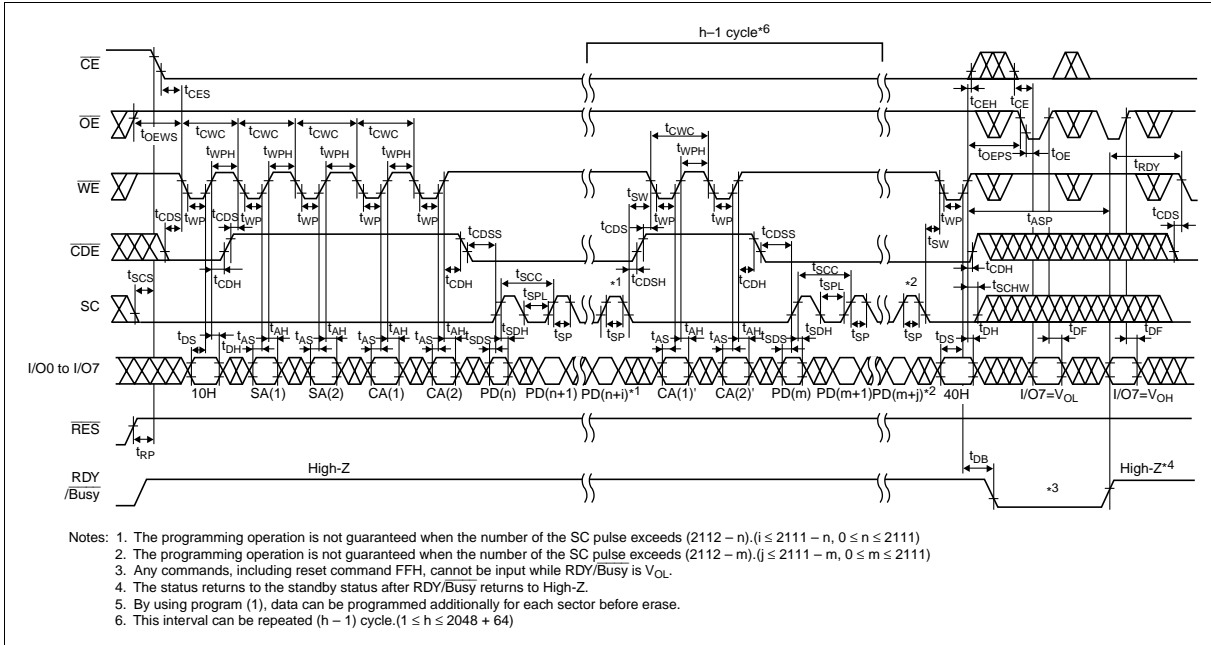 h–1 cycle*6
CE
tCES
tCEH
tCE
OE
tOEWS
tCWC
tCWC
tCWC
tCWC
tCWC
tOEPS
tOE
tWPH
tWPH
tWPH
tWPH
tWPH
tRDY
WE
tWP
tWP
tWP
tWP
tWP
tSW
tWP
tWP
tWP
tASP
tCDS
tCDS
tCDSS
tCDS
tCDSS
tSW
tCDS
CDE
tCDH
tCDH
tCDSH
tCDH
tCDH
tSCS
tSCC
tSPL
*1
tSCC
tSPL
*2
tSCHW
SC
tSP
tSP
tSP
tSP
tDS
tDH
tAS
tAH
tAS
tAH
tAS
tAH
tAS
tAH
tSDS
tSDH
tAS
tAH
tAS
tAH
tSDS
tSDH
tDS
tDH
tDF
tDF
I/O0 to I/O7
10H SA(1) SA(2) CA(1) CA(2) PD(n) PD(n+1) PD(n+i)*1 CA(1)' CA(2)' PD(m) PD(m+1) PD(m+j)*2 40H I/O7=VOL I/O7=VOH
RES
tRP
RDY
/Busy
High-Z
tDB
*3
High-Z*4
Notes: 1. The programming operation is not guaranteed when the number of the SC pulse exceeds (2112 – n).(i ≤ 2111 – n, 0 ≤ n ≤ 2111)
2. The programming operation is not guaranteed when the number of the SC pulse exceeds (2112 – m).(j ≤ 2111 – m, 0 ≤ m ≤ 2111)
3. Any commands, including reset command FFH, cannot be input while RDY/Busy is VOL.
4. The status returns to the standby status after RDY/Busy returns to High-Z.
5. By using program (1), data can be programmed additionally for each sector before erase.
6. This interval can be repeated (h – 1) cycle.(1 ≤ h ≤ 2048 + 64)